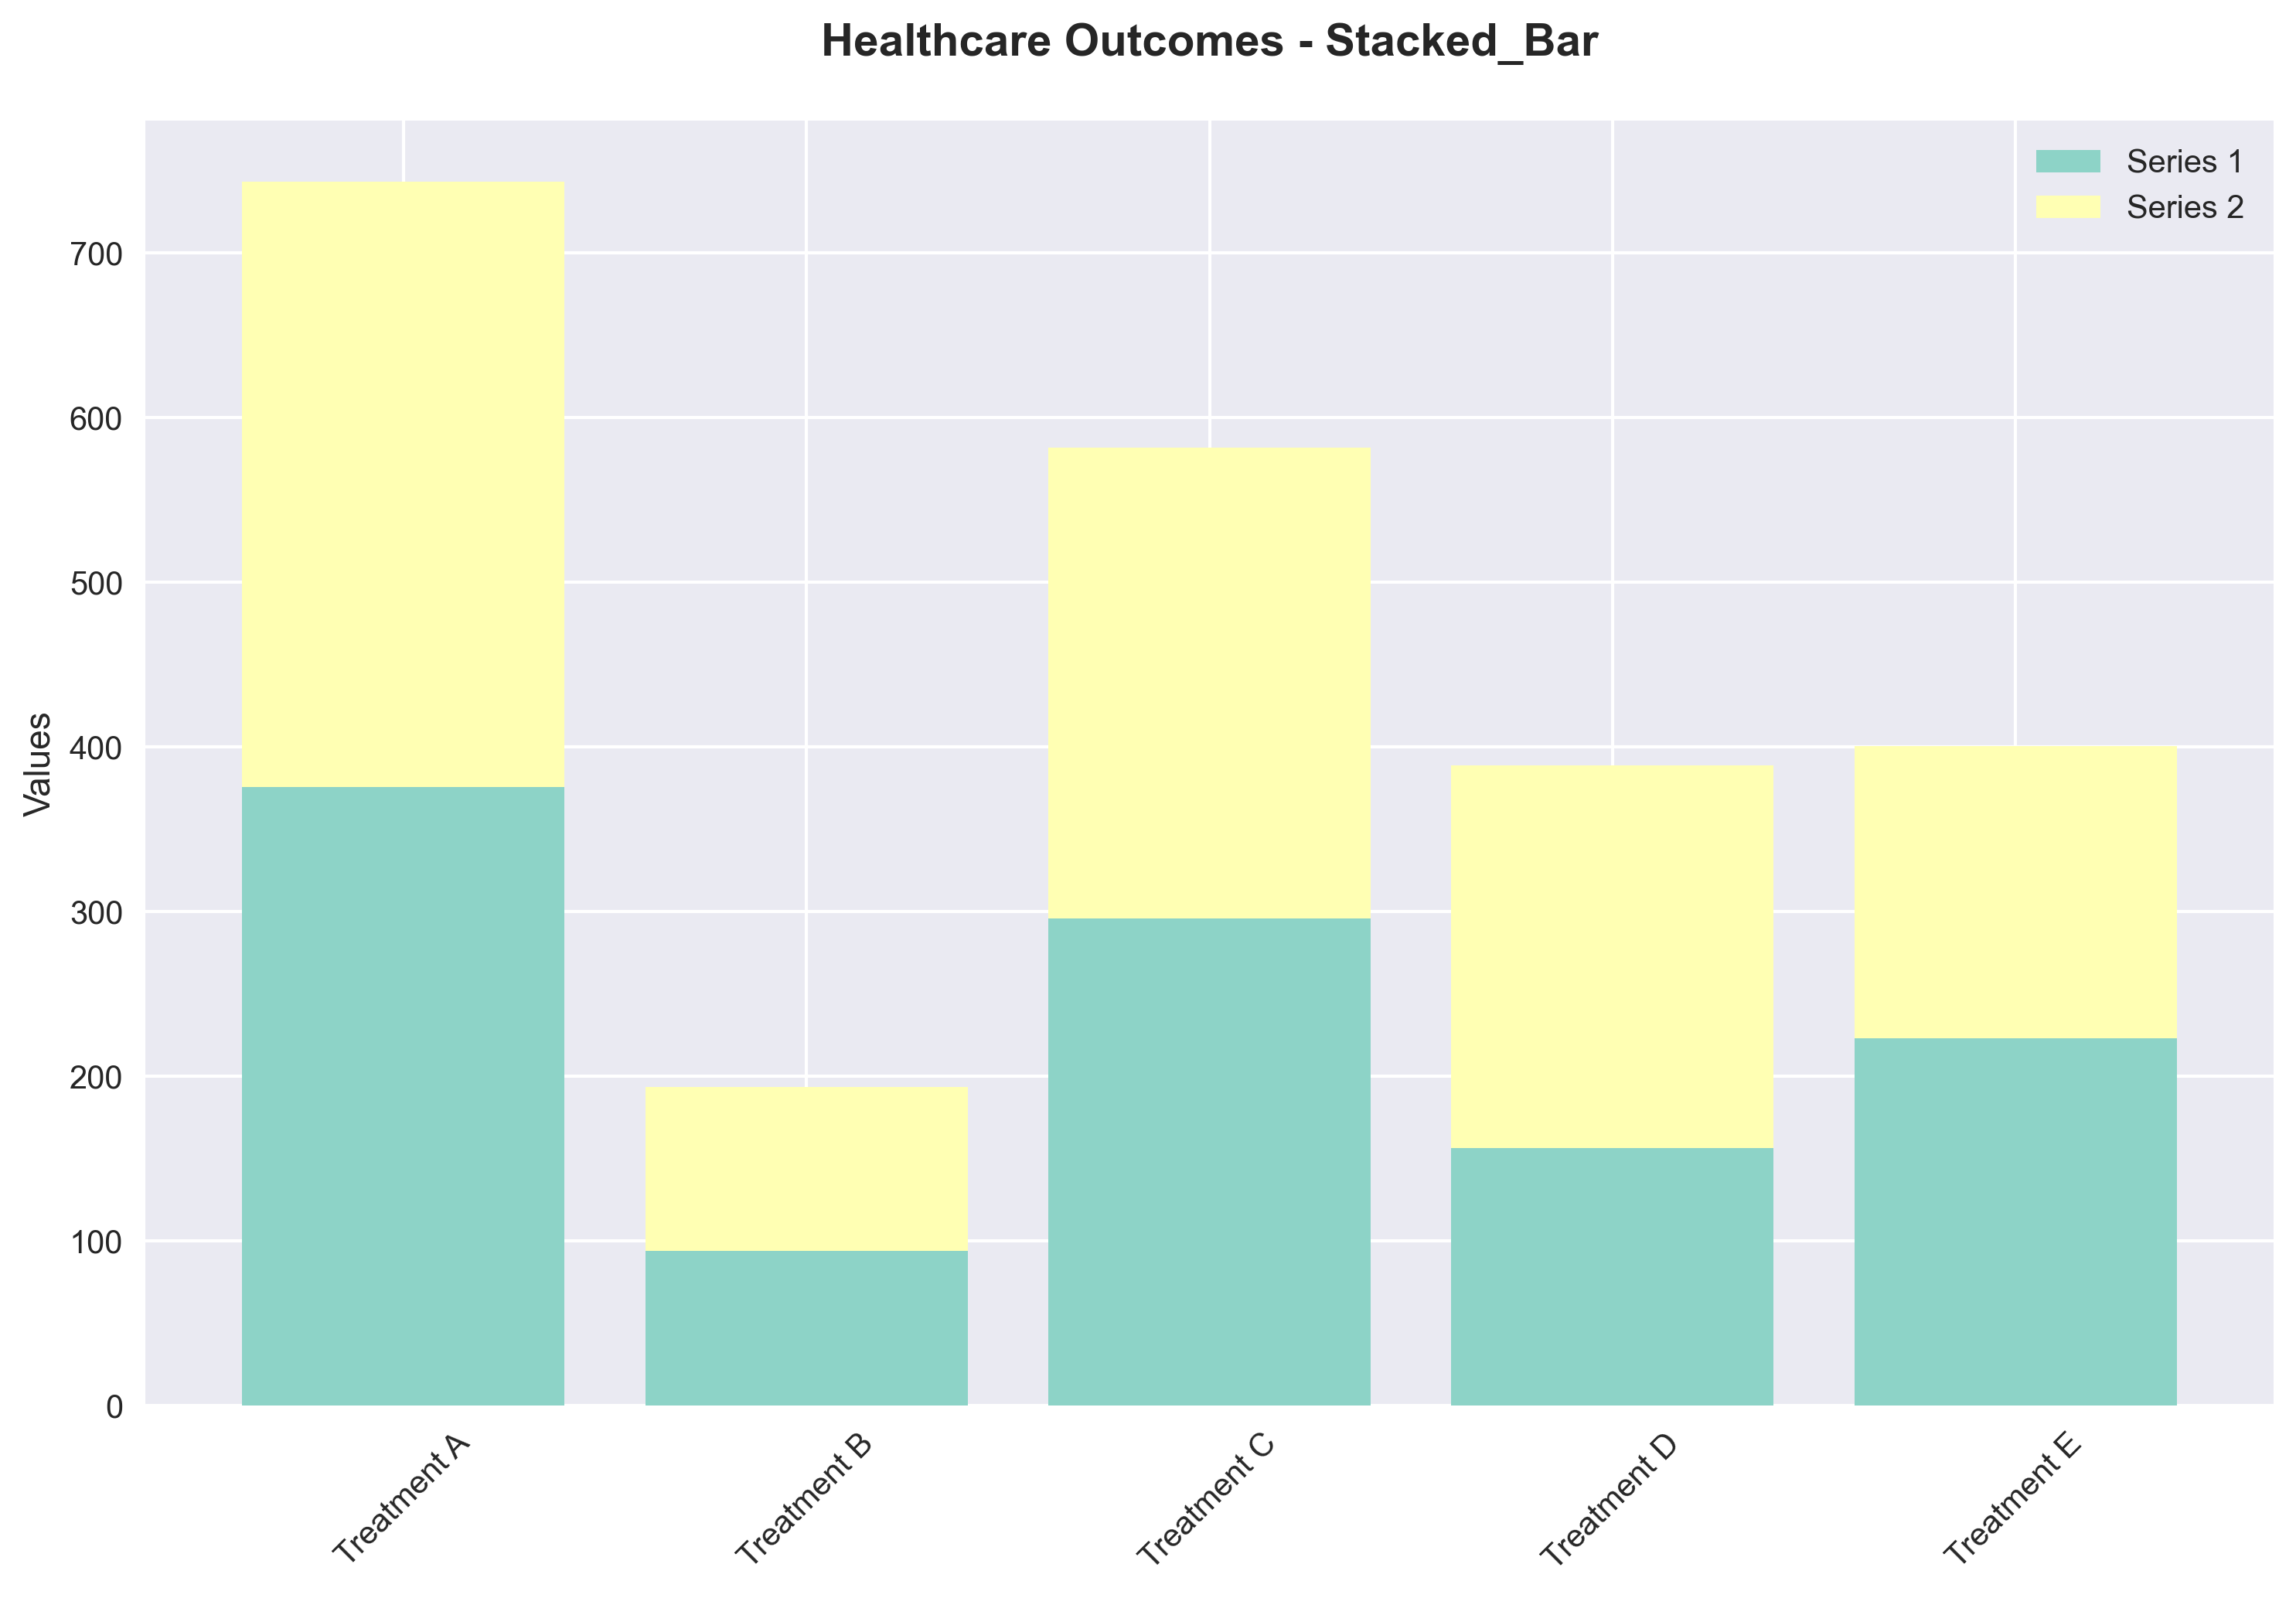 Healthcare Outcomes - Stacked_Bar
Series 1
Series 2
Values
700
600
500
400
300
200
100
0
Treatment A
Treatment B
Treatment C
Treatment D
Treatment E